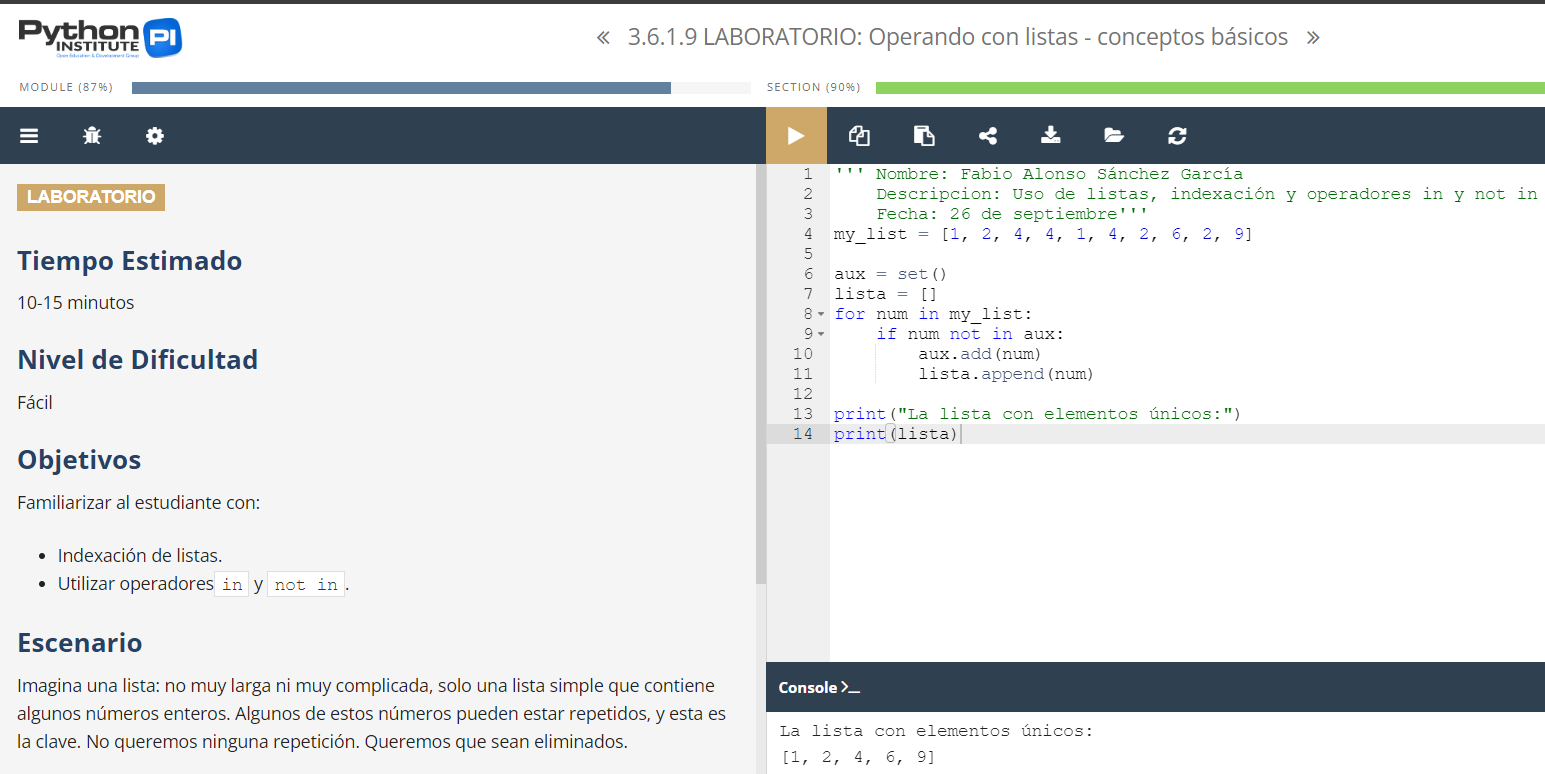 Python
INSTITUTE
PI
Open Education & Development Group
« 3.6.1.9 LABORATORIO: Operando con listas - conceptos básicos »
MODULE (87%)
SECTION (90%)
LABORATORIO
Tiempo Estimado
10-15 minutos
Nivel de Dificultad
Fácil
Objetivos
Familiarizar al estudiante con:
• Indexación de listas.
• Utilizar operadores in y not in .
Escenario
Imagina una lista: no muy larga ni muy complicada, solo una lista simple que contiene
algunos números enteros. Algunos de estos números pueden estar repetidos, y esta es
la clave. No queremos ninguna repetición. Queremos que sean eliminados.
1 ''' Nombre: Fabio Alonso Sánchez García
2     Descripcion: Uso de listas, indexación y operadores in y not in
3     Fecha: 26 de septiembre'''
4 my_list = [1, 2, 4, 4, 1, 4, 2, 6, 2, 9]
5
6 aux = set()
7 lista = []
8 for num in my_list:
9     if num not in aux:
10         aux.add(num)
11         lista.append(num)
12
13 print("La lista con elementos únicos:")
14 print(lista)
Console >_
La lista con elementos únicos:
[1, 2, 4, 6, 9]